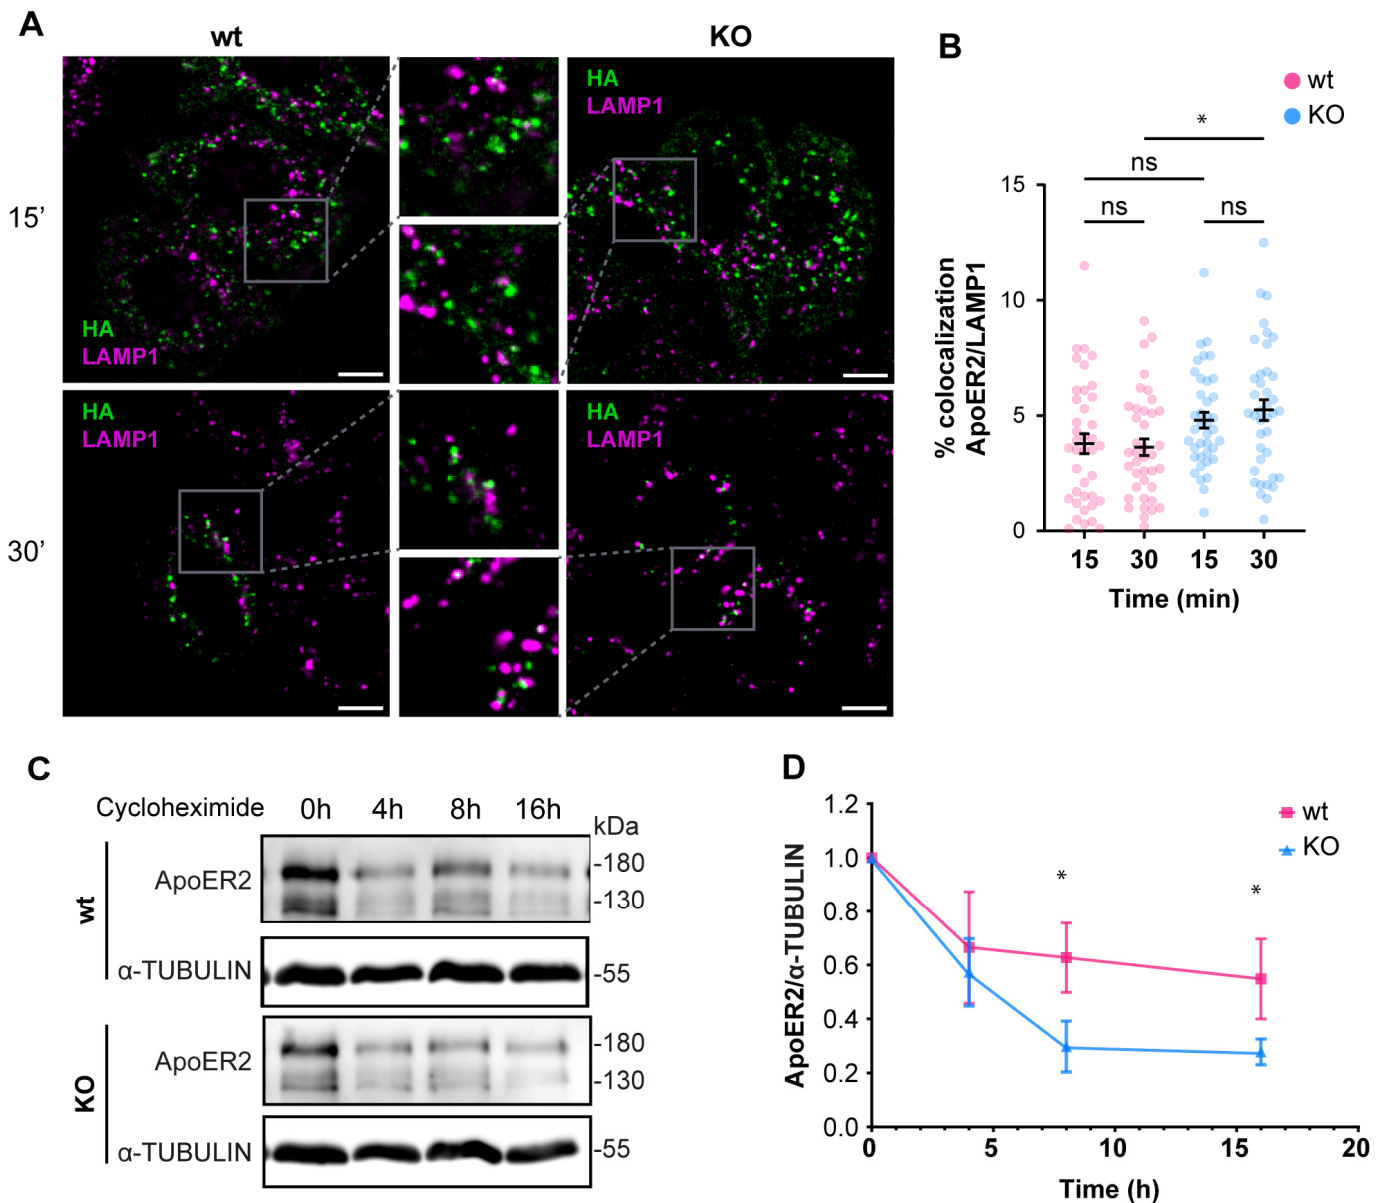 A
wt
KO
15'
HA
LAMP1
HA
LAMP1
30'
HA
LAMP1
HA
LAMP1
B
wt
KO
*
ns
ns
ns
% colocalization
ApoER2/LAMP1
15
10
5
0
15 30 15 30
Time (min)
C
Cycloheximide 0h 4h 8h 16h
kDa
wt
ApoER2
-180
-130
α-TUBULIN
-55
KO
ApoER2
-180
-130
α-TUBULIN
-55
D
wt
KO
ApoER2/α-TUBULIN
1.2
1.0
0.8
0.6
0.4
0.2
0.0
* *
0 5 10 15 20
Time (h)